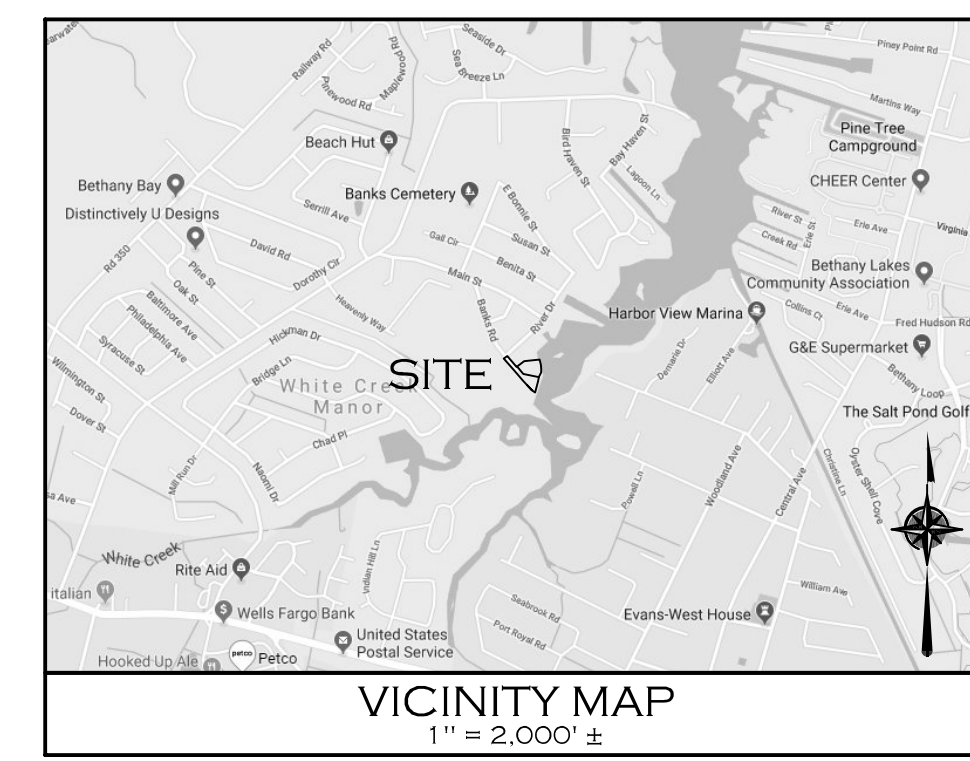 earwater
Seaside Dr
Railway Rd
Maplewood Rd
Sea Breeze Ln
Pinewood Rd
Piney Point Rd
Martins Way
Pine Tree
Campground
Beach Hut
Bird Haven St
Bay Haven St
Lagoon Ln
Bethany Bay
Banks Cemetery
CHEER Center
Distinctively U Designs
Serrill Ave
E Bonnie St
River St
Erie St
Erie Ave
Virginia
Creek Rd
Rd 350
David Rd
Gail Cir
Susan St
Benita St
Pine St
Dorothy Cir
Main St
Bethany Lakes
Community Association
Oak St
Heavenly Way
Banks Rd
River Dr
Harbor View Marina
Collins Ct
Erie Ave
Fred Hudson Rd
Baltimore Ave
Philadelphia Ave
Hickman Dr
Syracuse St
Bridge Ln
SITE
Demarie Dr
Elliott Ave
G&E Supermarket
Bethany Loop
Wilmington St
White Creek
Manor
Dover St
The Salt Pond Golf
Chard Pl
Mill Run Dr
Naomi Dr
Powell Ln
Woodland Ave
Central Ave
Christine Ln
Oyster Shell Cove
sa Ave
White Creek
Rite Aid
Indian Hill Ln
italian
Wells Fargo Bank
Seabrook Rd
Port Royal Rd
Evans-West House
William Ave
United States
Postal Service
Hooked Up Ale
petco
Petco
VICINITY MAP
1" = 2,000' ±